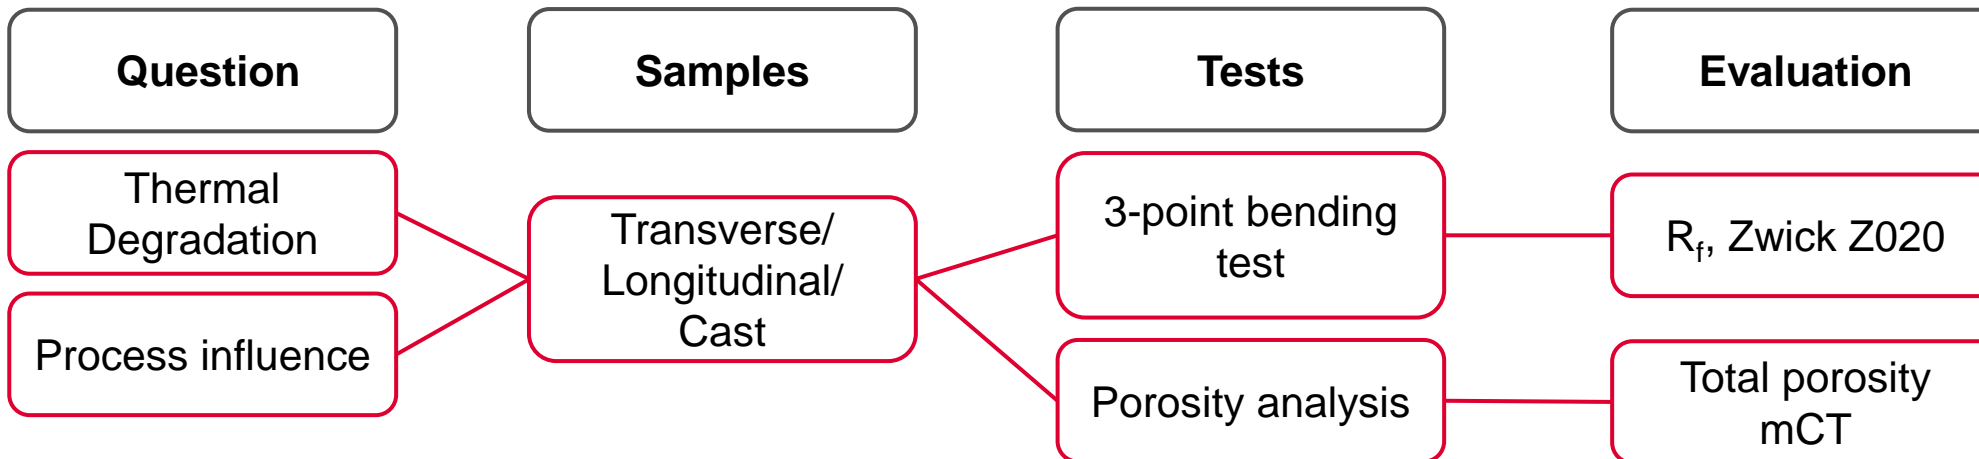 Question
Samples
Tests
Evaluation
Thermal
Degradation
Process influence
Transverse/
Longitudinal/
Cast
3-point bending
test
Porosity analysis
R_f, Zwick Z020
Total porosity
mCT